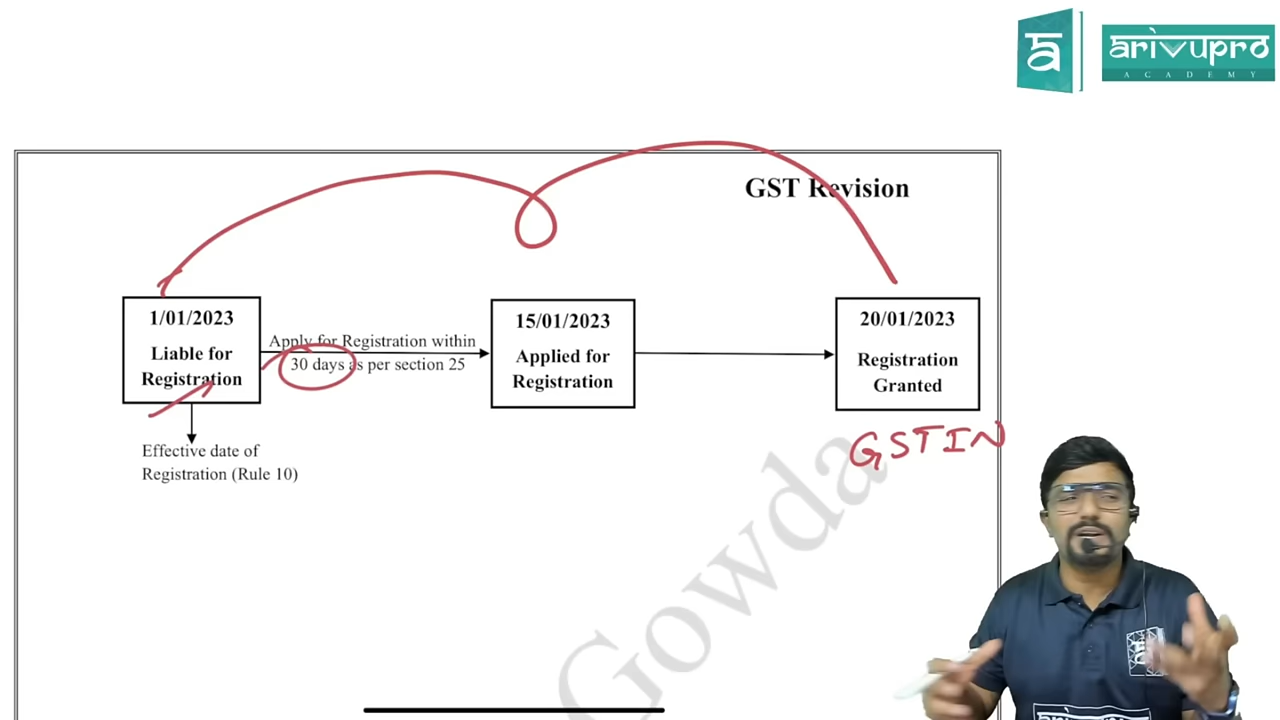 arivupro
ACADEMY
GST Revision
1/01/2023
Liable for
Registration
Apply for Registration within
30 days as per section 25
15/01/2023
Applied for
Registration
20/01/2023
Registration
Granted
GSTIN
Effective date of
Registration (Rule 10)
Gowda